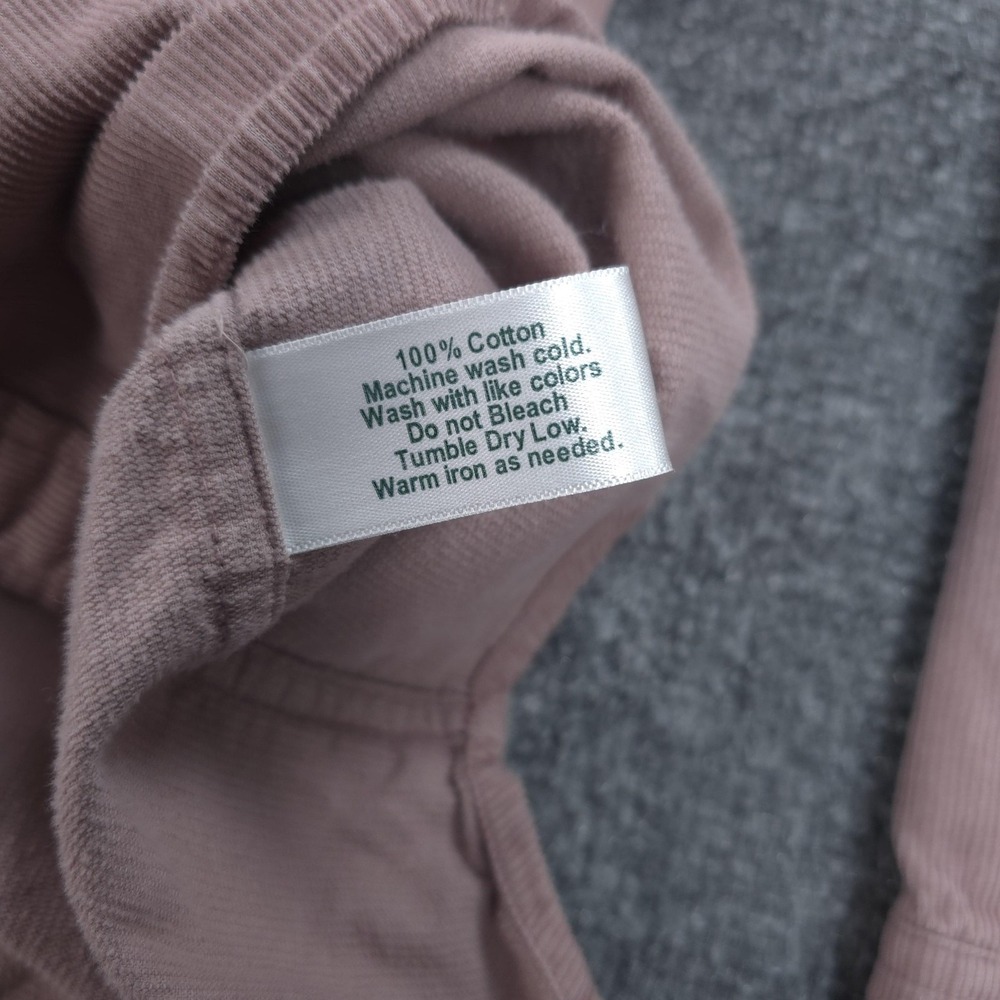 100% Cotton
Machine wash cold.
Wash with like colors
Do not Bleach
Tumble Dry Low.
Warm iron as needed.